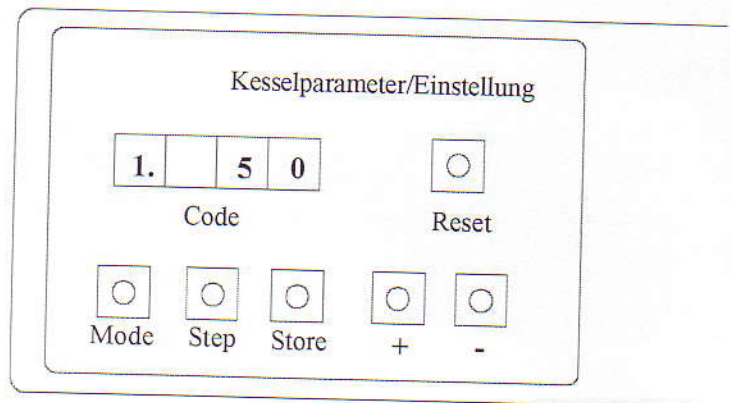 Kesselparameter/Einstellung
1. 5 0
Code Reset
Mode Step Store + -